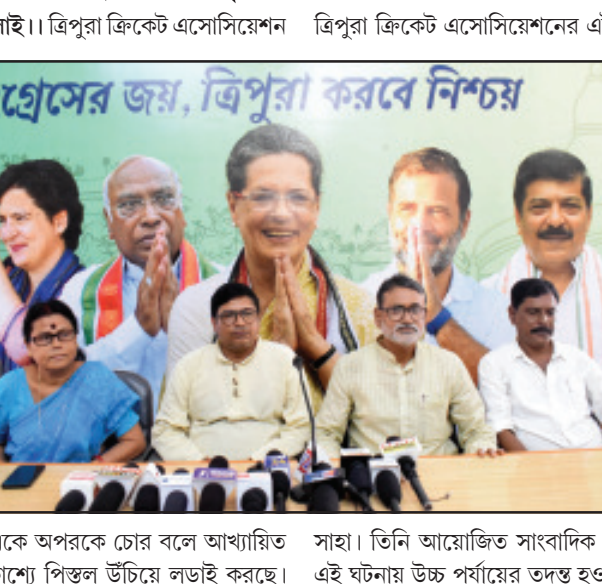 লাই।। ত্রিপুরা ক্রিকেট এসোসিয়েশন
ত্রিপুরা ক্রিকেট এসোসিয়েশনের এই
গ্রেসের জয়, ত্রিপুরা করবে নিশ্চয়
কে অপরকে চোর বলে আখ্যায়িত
শ্যে পিস্তল উঁচিয়ে লড়াই করছে।
সাহা। তিনি আয়োজিত সাংবাদিক
এই ঘটনায় উচ্চ পর্যায়ের তদন্ত